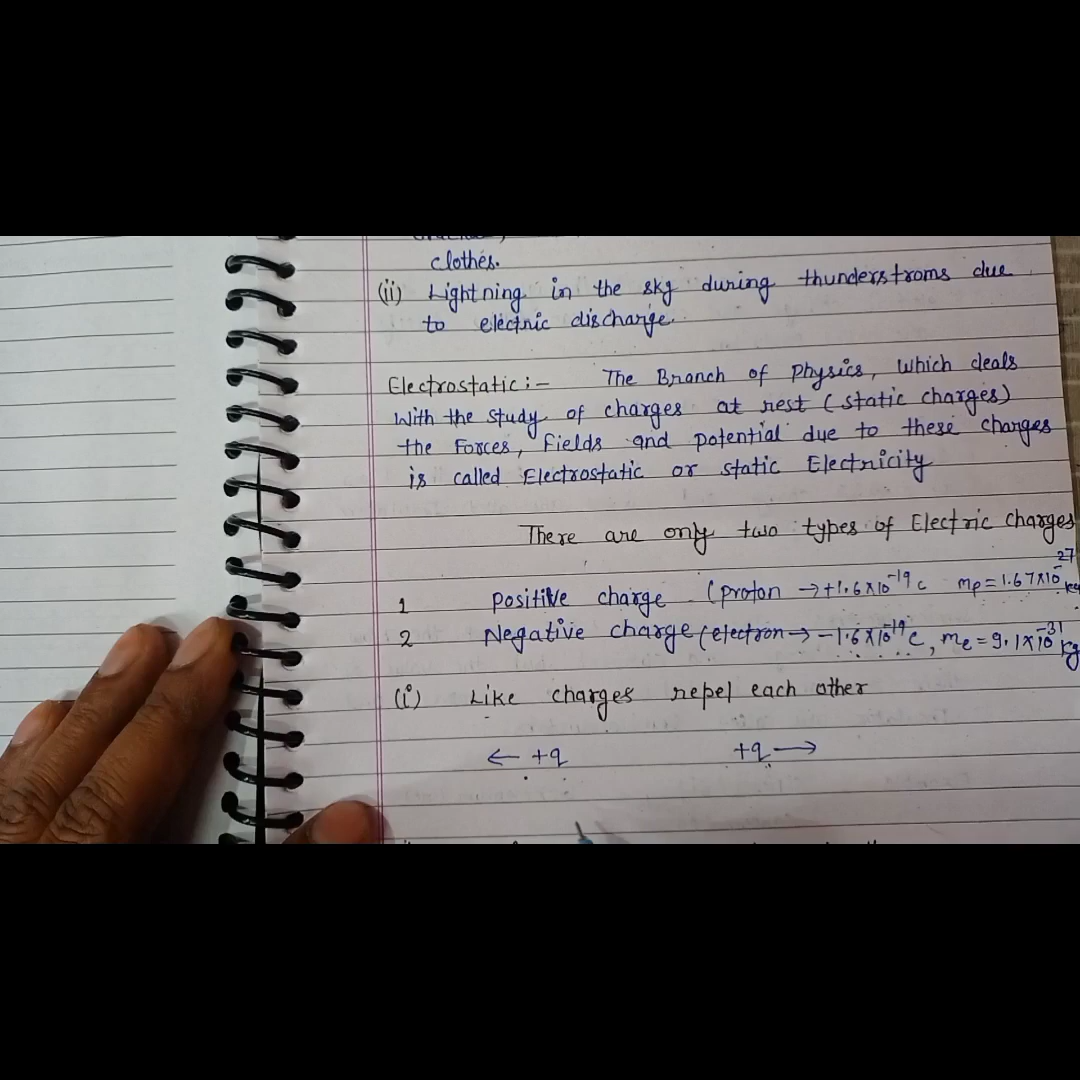 clothes.
(ii) Lightning in the sky during thunderstroms due
to electric discharge.
Electrostatic :- The Branch of Physics, Which deals
With the study of charges at rest (static charges)
the Forces, Fields and potential due to these charges
is called Electrostatic or static Electricity
There are only two types of Electric charges
1 Positive charge (proton → +1.6×10⁻¹⁹ c mp = 1.67×10⁻²⁷ kg
2 Negative charge (electron → -1.6×10⁻¹⁹ C, me = 9.1×10⁻³¹ kg
(i) Like charges repel each other
← +q +q →